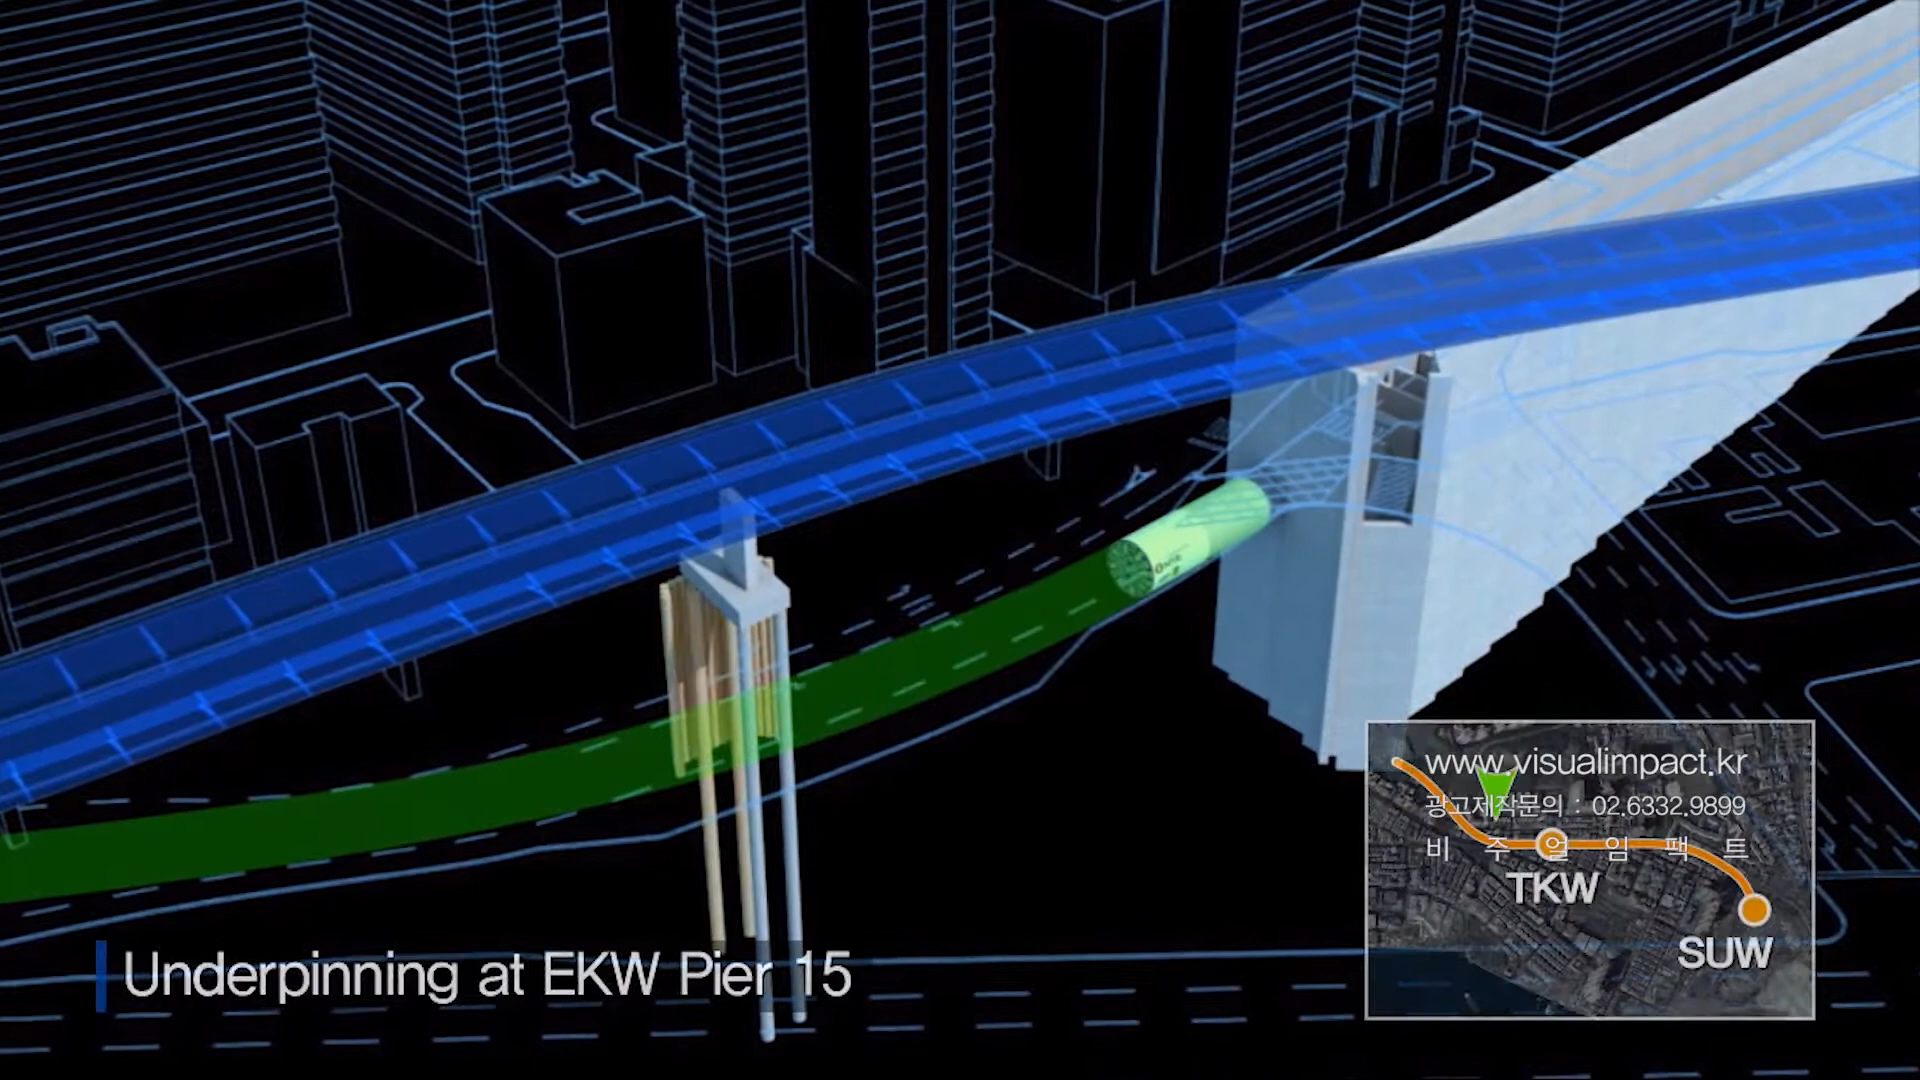 www.visualimpact.kr
광고제작문의 : 02.6332.9899
비 주 얼 임 팩 트
TKW
SUW
Underpinning at EKW Pier 15